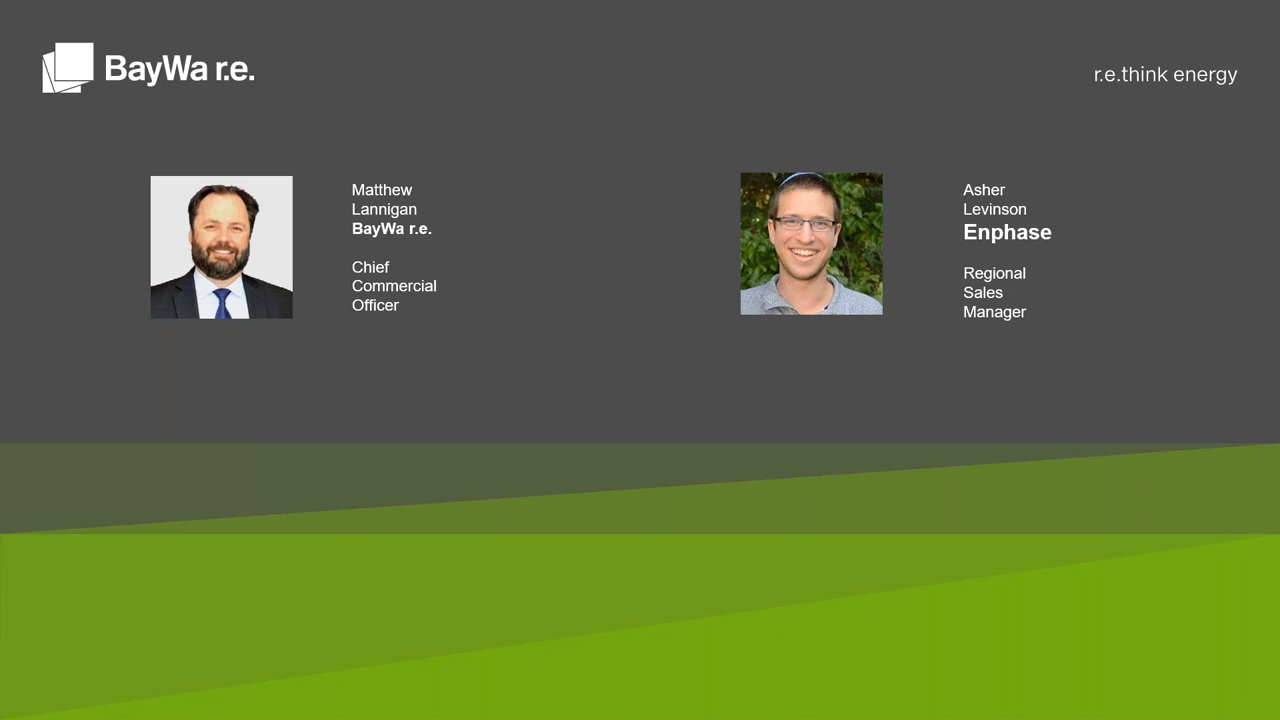 BayWa r.e.
r.e.think energy
Matthew
Lannigan
BayWa r.e.
Chief
Commercial
Officer
Asher
Levinson
Enphase
Regional
Sales
Manager